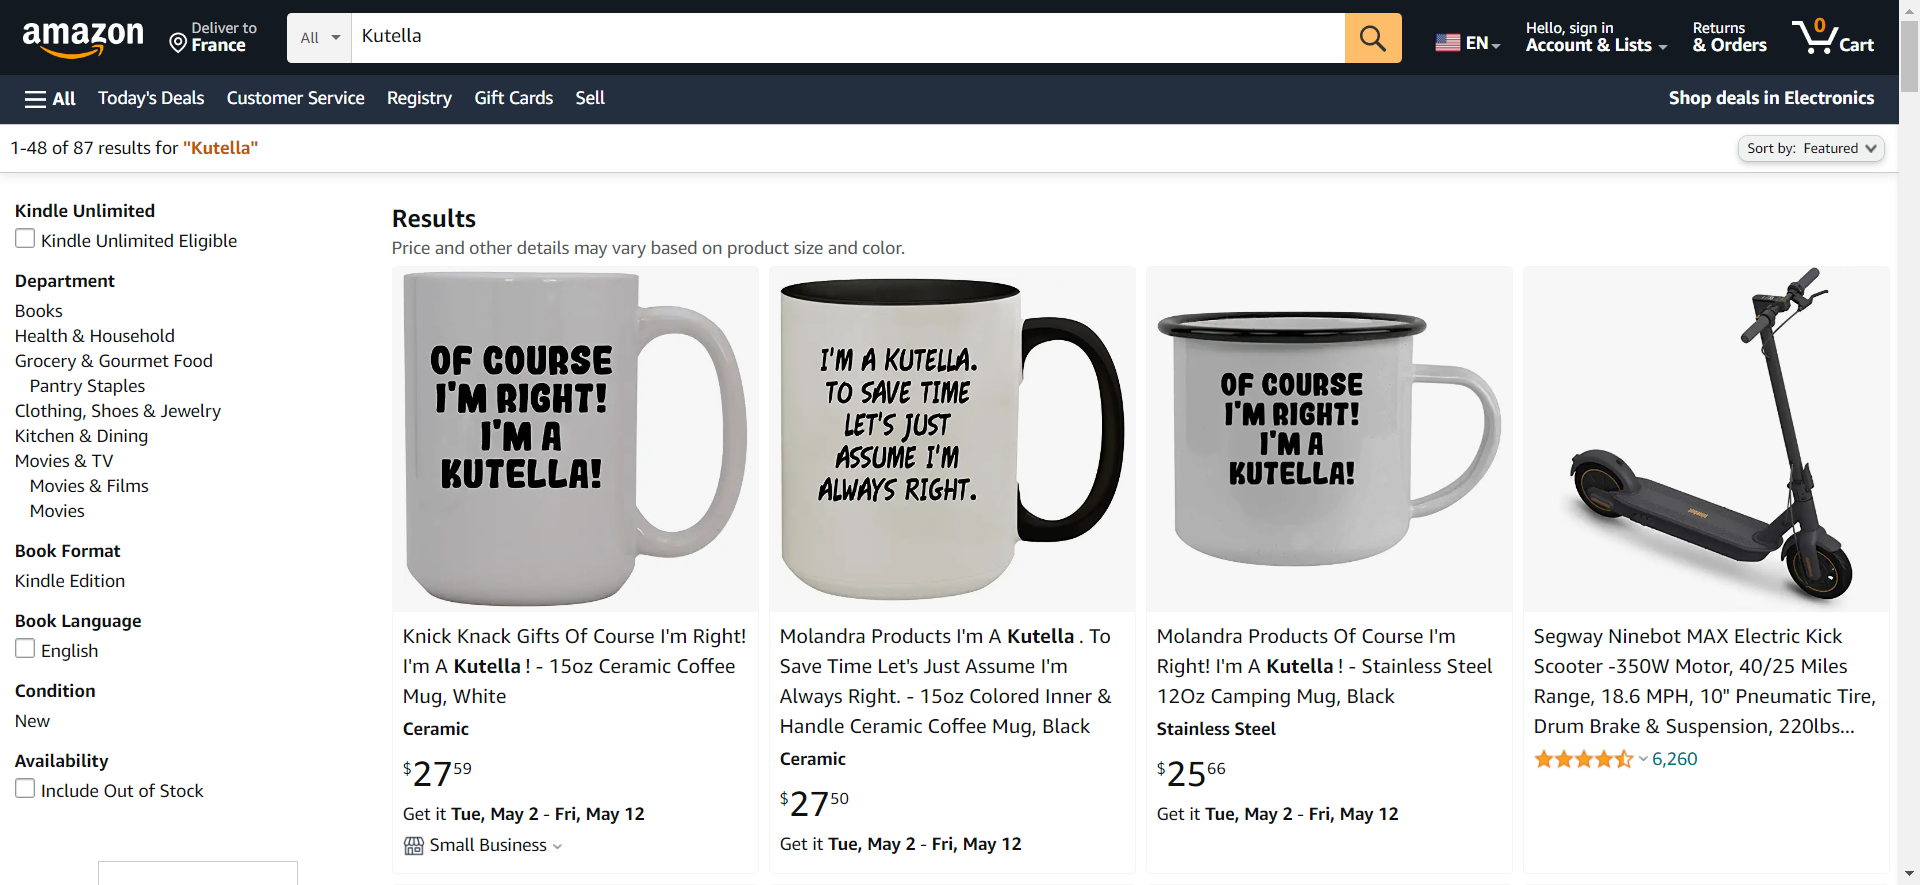 amazon
Deliver to
France
All
Kutella
EN
Hello, sign in
Account & Lists
Returns
& Orders
0
Cart
All
Today's Deals
Customer Service
Registry
Gift Cards
Sell
Shop deals in Electronics
1-48 of 87 results for "Kutella"
Sort by: Featured
Kindle Unlimited
Kindle Unlimited Eligible
Department
Books
Health & Household
Grocery & Gourmet Food
Pantry Staples
Clothing, Shoes & Jewelry
Kitchen & Dining
Movies & TV
Movies & Films
Movies
Book Format
Kindle Edition
Book Language
English
Condition
New
Availability
Include Out of Stock
Results
Price and other details may vary based on product size and color.
OF COURSE
I'M RIGHT!
I'M A
KUTELLA!
Knick Knack Gifts Of Course I'm Right!
I'm A Kutella ! - 15oz Ceramic Coffee
Mug, White
Ceramic
$27 59
Get it Tue, May 2 - Fri, May 12
Small Business
I'M A KUTELLA.
TO SAVE TIME
LET'S JUST
ASSUME I'M
ALWAYS RIGHT.
Molandra Products I'm A Kutella . To
Save Time Let's Just Assume I'm
Always Right. - 15oz Colored Inner &
Handle Ceramic Coffee Mug, Black
Ceramic
$27 50
Get it Tue, May 2 - Fri, May 12
OF COURSE
I'M RIGHT!
I'M A
KUTELLA!
Molandra Products Of Course I'm
Right! I'm A Kutella ! - Stainless Steel
12Oz Camping Mug, Black
Stainless Steel
$25 66
Get it Tue, May 2 - Fri, May 12
Segway Ninebot MAX Electric Kick
Scooter -350W Motor, 40/25 Miles
Range, 18.6 MPH, 10" Pneumatic Tire,
Drum Brake & Suspension, 220lbs...
6,260